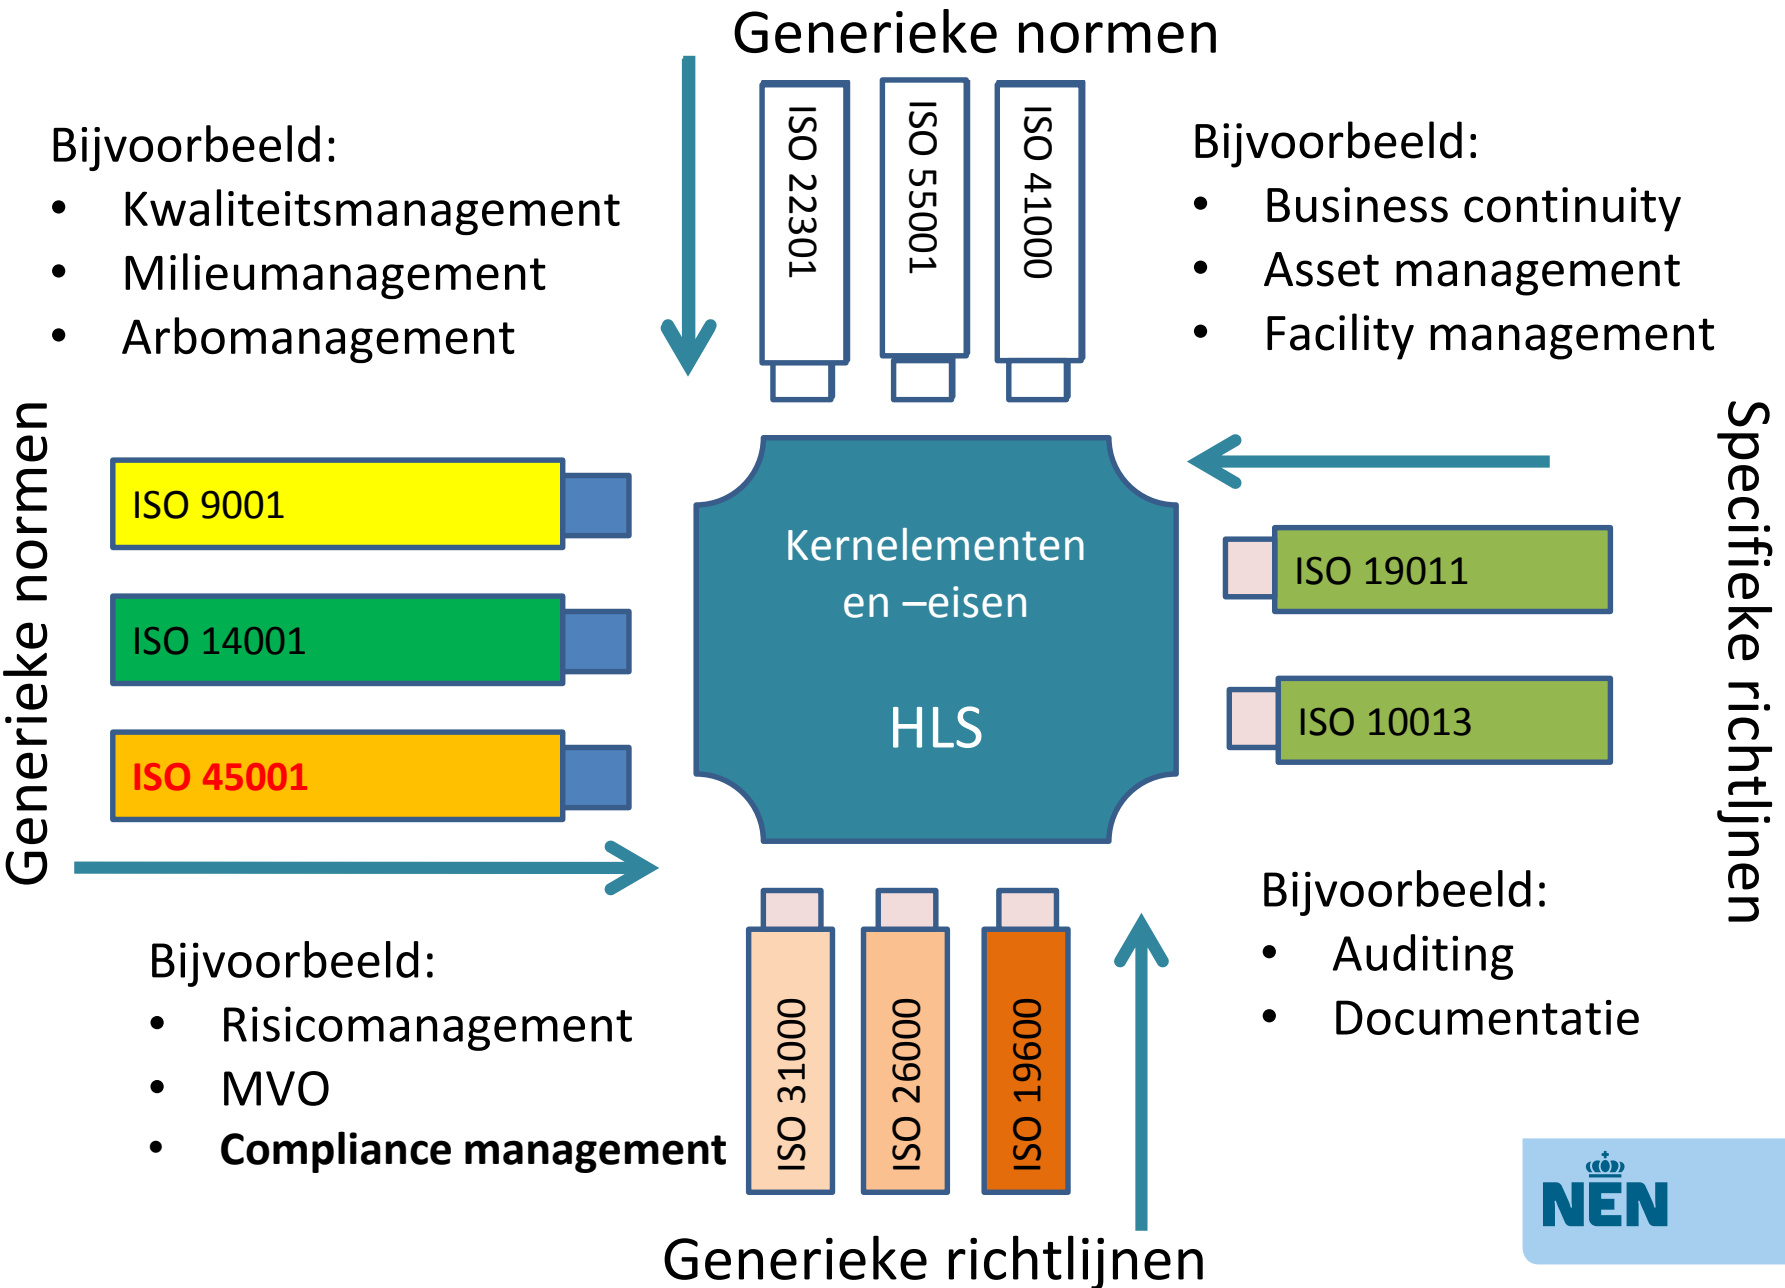 Generieke normen
Bijvoorbeeld:
• Kwaliteitsmanagement
• Milieumanagement
• Arbomanagement
ISO 22301
ISO 55001
ISO 41000
Bijvoorbeeld:
• Business continuity
• Asset management
• Facility management
Generieke normen
ISO 9001
ISO 14001
ISO 45001
Kernelementen
en –eisen
HLS
ISO 19011
ISO 10013
Specifieke richtlijnen
Bijvoorbeeld:
• Risicomanagement
• MVO
• Compliance management
ISO 31000
ISO 26000
ISO 19600
Bijvoorbeeld:
• Auditing
• Documentatie
Generieke richtlijnen
NEN